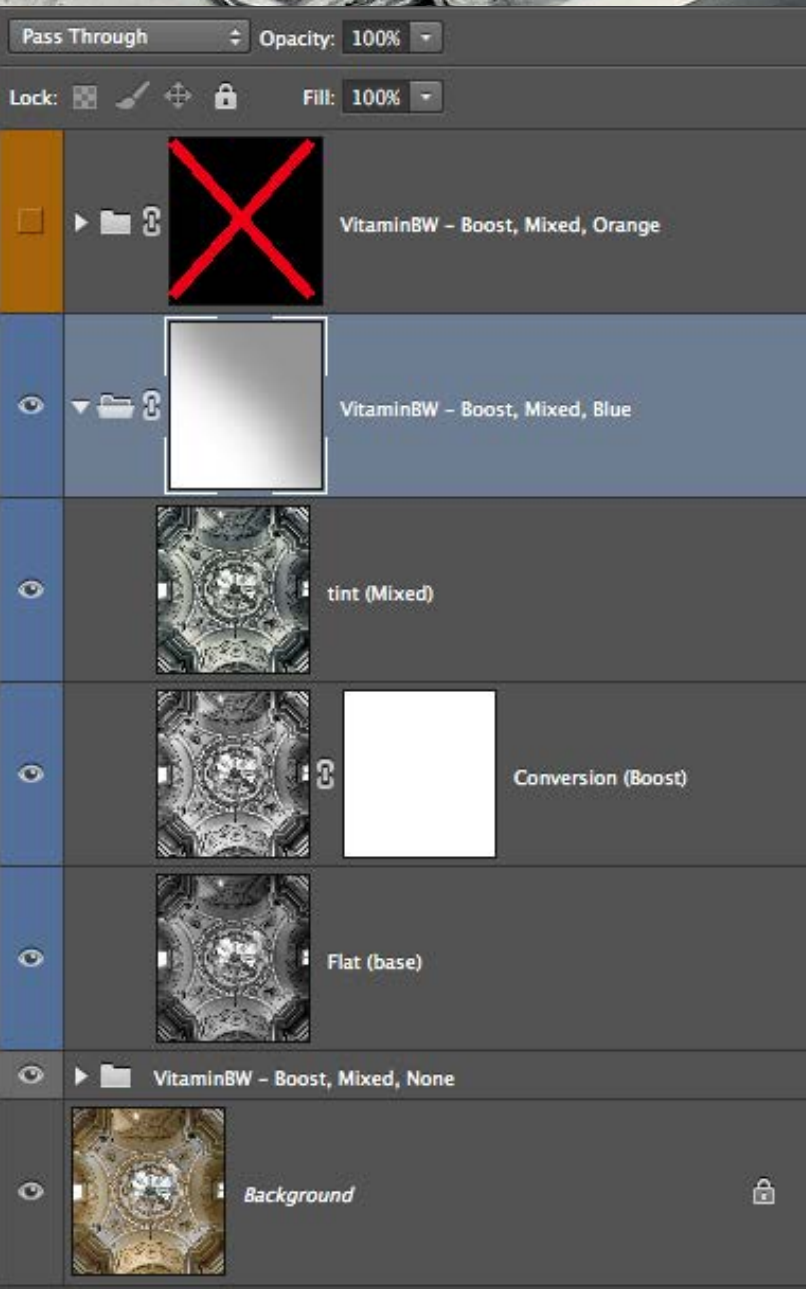 Pass Through Opacity: 100%
Lock: Fill: 100%
VitaminBW – Boost, Mixed, Orange
VitaminBW – Boost, Mixed, Blue
tint (Mixed)
Conversion (Boost)
Flat (base)
VitaminBW – Boost, Mixed, None
Background